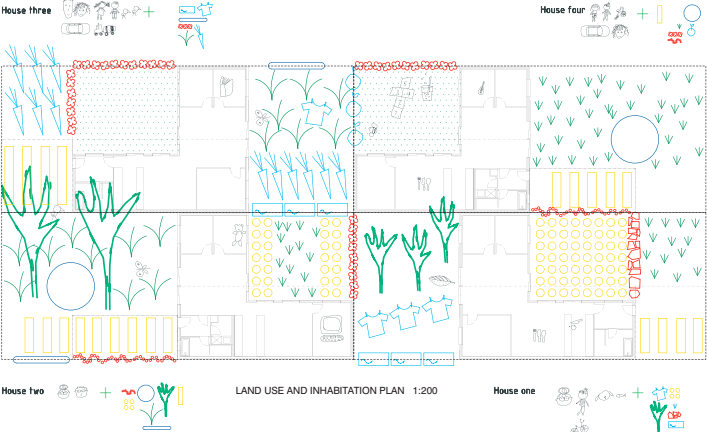 House three
House four
House two
LAND USE AND INHABITATION PLAN 1:200
House one